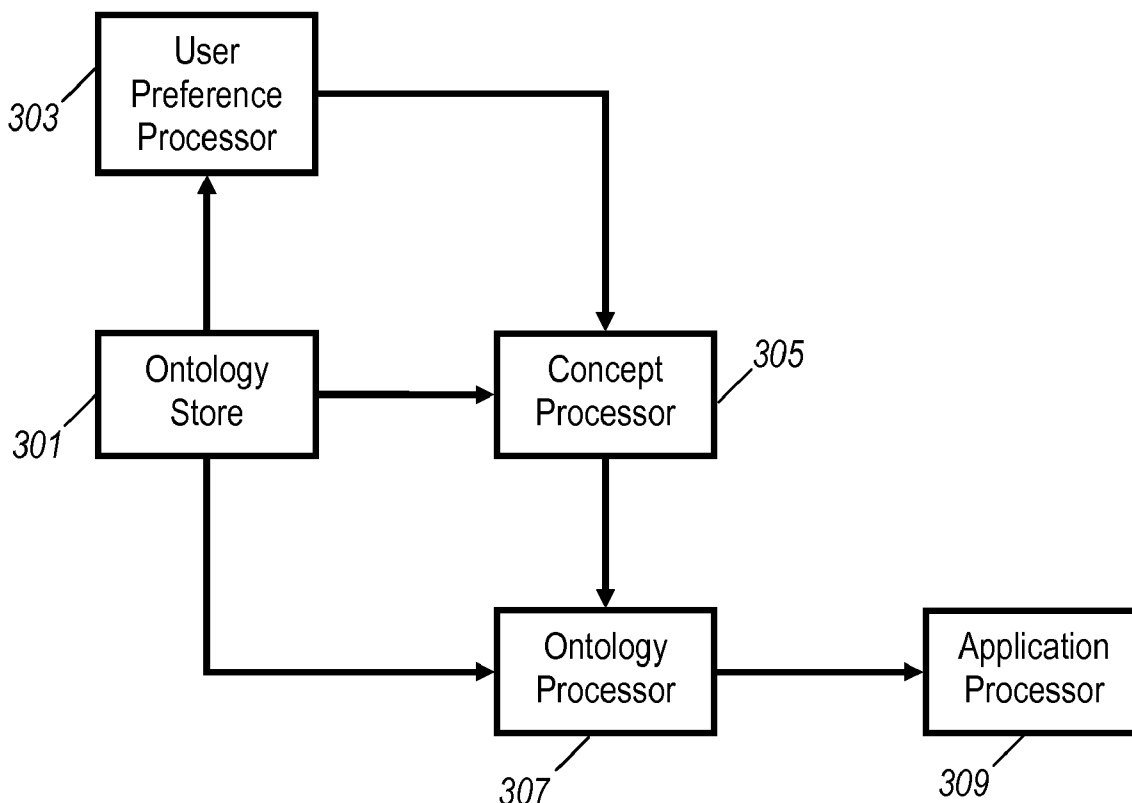 User
Preference
Processor
303
Ontology
Store
301
Concept
Processor
305
Ontology
Processor
307
Application
Processor
309